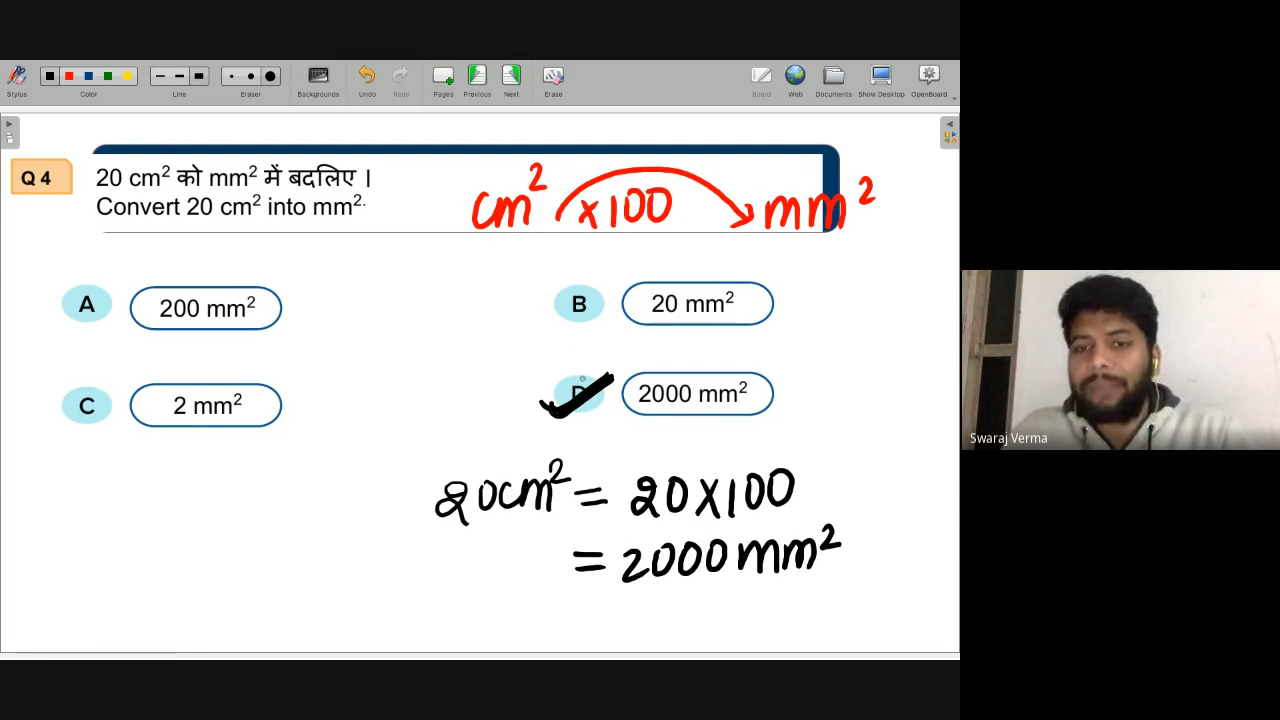 Stylus Color Line Eraser Backgrounds Undo Redo Pages Previous Next Erase Board Web Documents Show Desktop OpenBoard
Q 4
20 cm² को mm² में बदलिए ।
Convert 20 cm² into mm².
cm² ×100 mm²
A 200 mm²
B 20 mm²
C 2 mm²
D 2000 mm²
Swaraj Verma
20cm² = 20×100
= 2000mm²